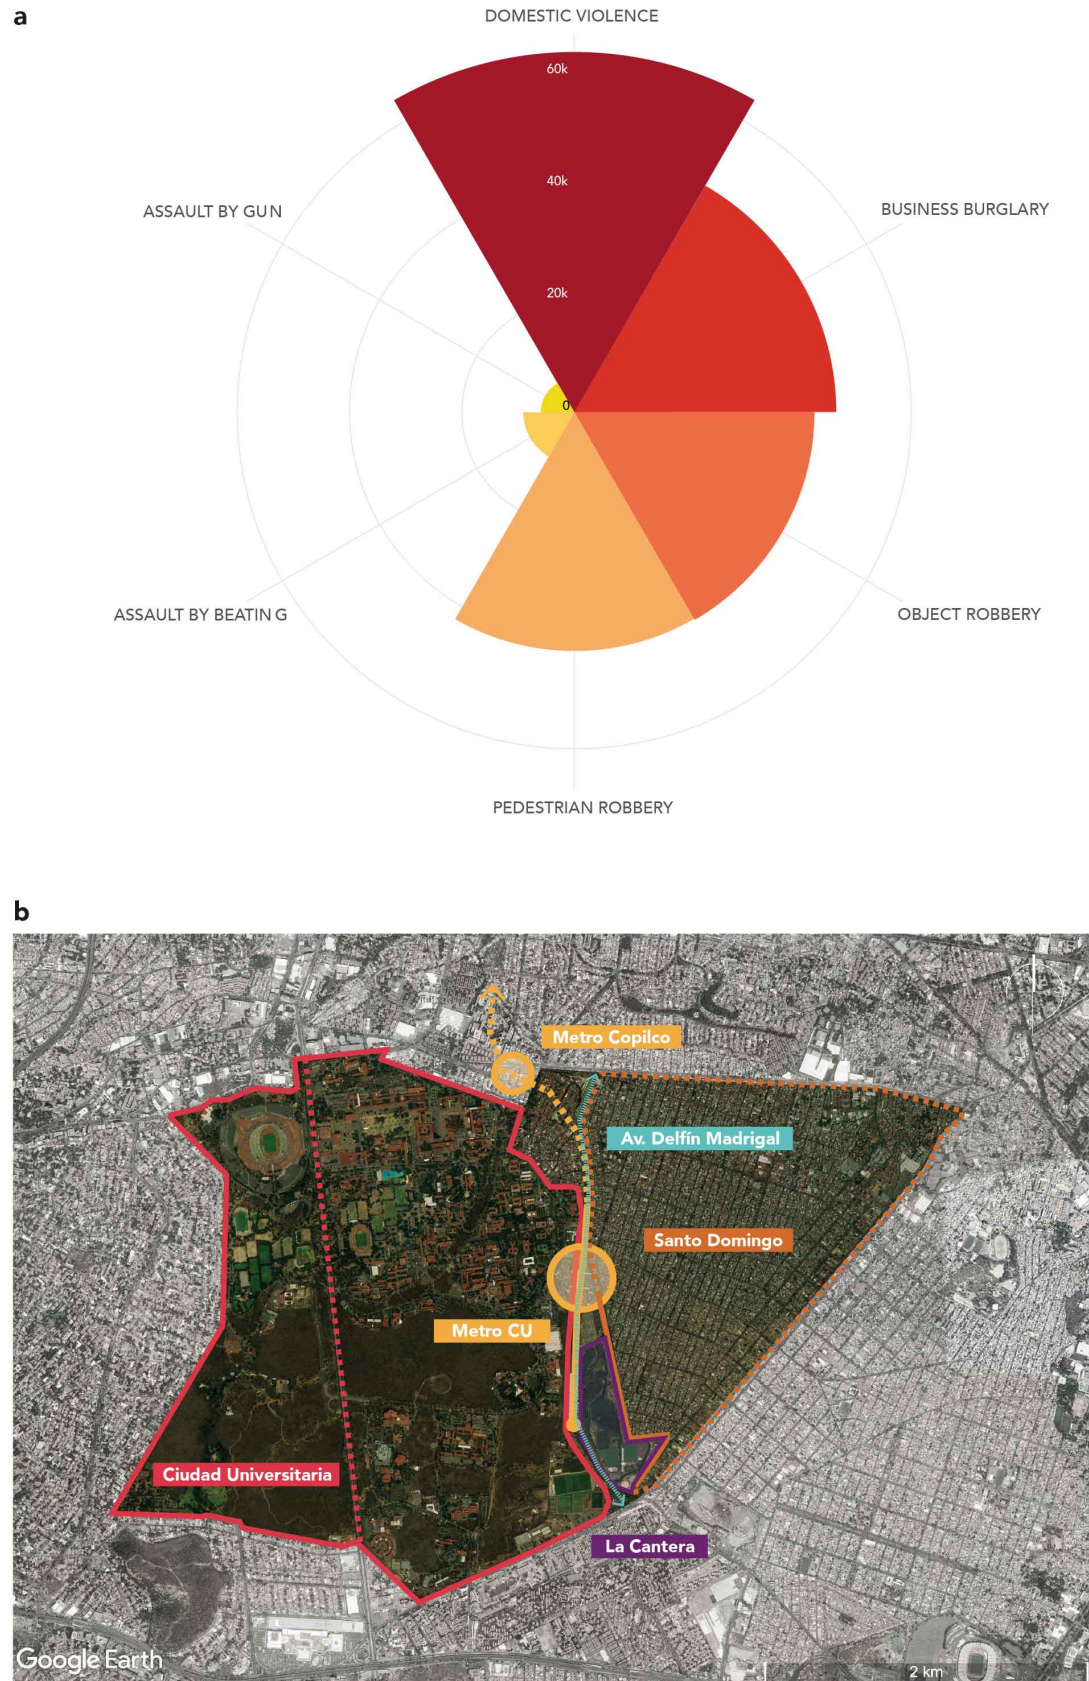 a
DOMESTIC VIOLENCE
60k
40k
20k
0
ASSAULT BY GUN
BUSINESS BURGLARY
ASSAULT BY BEATING
OBJECT ROBBERY
PEDESTRIAN ROBBERY
b
Metro Copilco
Av. Delfín Madrigal
Santo Domingo
Metro CU
Ciudad Universitaria
La Cantera
Google Earth
2 km